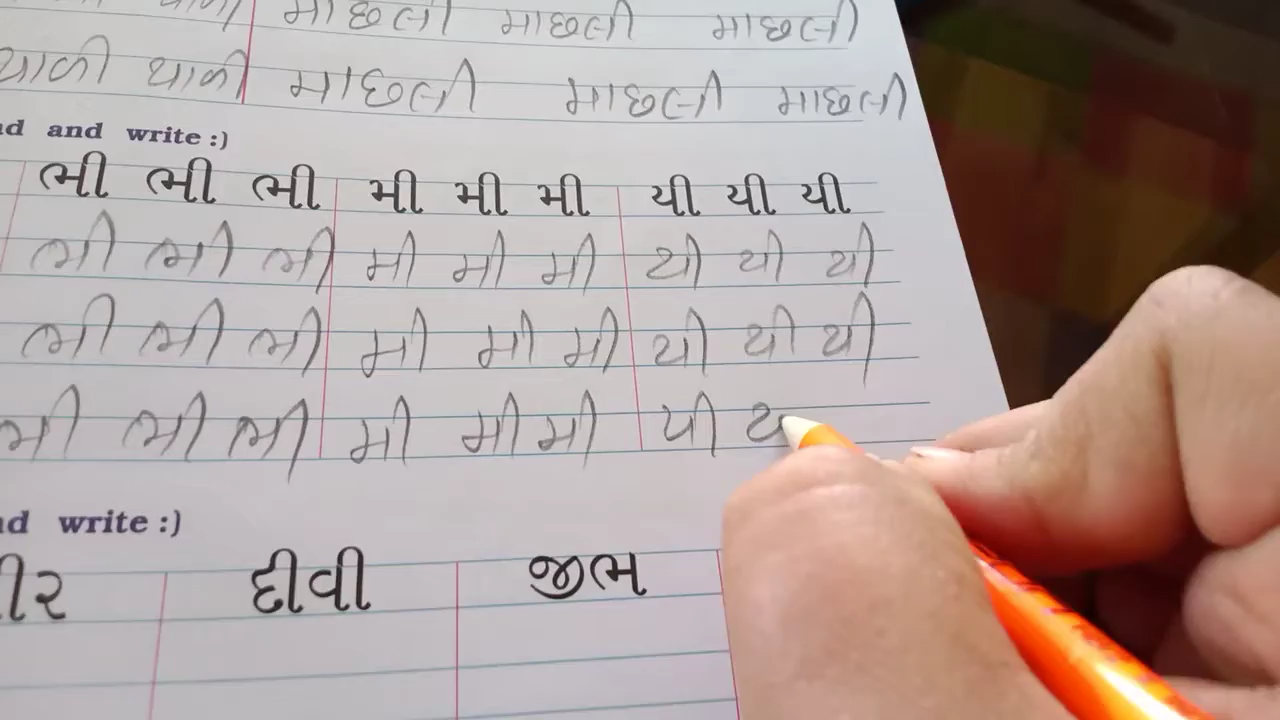 માછલી માછલી માછલી
માછલી માછલી માછલી
and write :)
ભી ભી ભી મી મી મી યી યી યી
ભી ભી ભી મી મી મી યી યી યી
ભી ભી ભી મી મી મી યી યી યી
ભી ભી ભી મી મી મી યી ય
write :)
દીવી જીભ